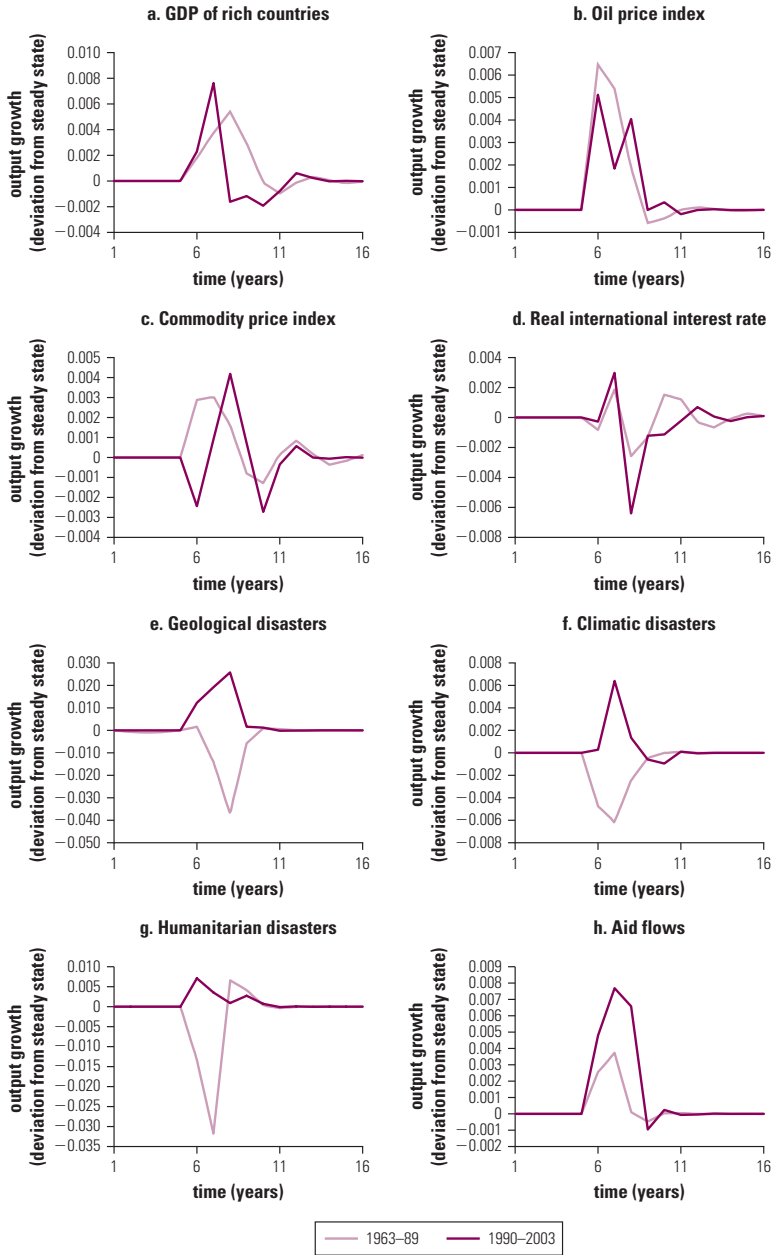 a. GDP of rich countries
output growth
(deviation from steady state)
0.010
0.008
0.006
0.004
0.002
0
−0.002
−0.004
1 6 11 16
time (years)
b. Oil price index
output growth
(deviation from steady state)
0.007
0.006
0.005
0.004
0.003
0.002
0.001
0
−0.001
1 6 11 16
time (years)
c. Commodity price index
output growth
(deviation from steady state)
0.005
0.004
0.003
0.002
0.001
0
−0.001
−0.002
−0.003
−0.004
1 6 11 16
time (years)
d. Real international interest rate
output growth
(deviation from steady state)
0.004
0.002
0
−0.002
−0.004
−0.006
−0.008
1 6 11 16
time (years)
e. Geological disasters
output growth
(deviation from steady state)
0.030
0.020
0.010
0
−0.010
−0.020
−0.030
−0.040
−0.050
1 6 11 16
time (years)
f. Climatic disasters
output growth
(deviation from steady state)
0.008
0.006
0.004
0.002
0
−0.002
−0.004
−0.006
−0.008
1 6 11 16
time (years)
g. Humanitarian disasters
output growth
(deviation from steady state)
0.010
0.005
0
−0.005
−0.010
−0.015
−0.020
−0.025
−0.030
−0.035
1 6 11 16
time (years)
h. Aid flows
output growth
(deviation from steady state)
0.009
0.008
0.007
0.006
0.005
0.004
0.003
0.002
0.001
0
−0.001
−0.002
1 6 11 16
time (years)
1963–89 1990–2003